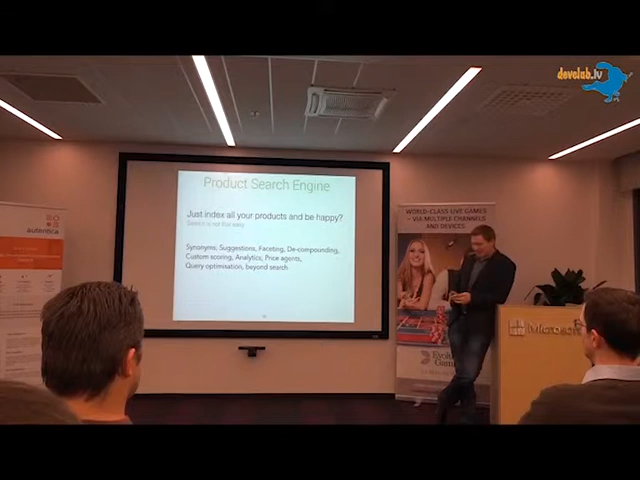 develab.lv
Product Search Engine
Just index all your products and be happy?
Search is not that easy
Synonyms, Suggestions, Faceting, De-compounding,
Custom scoring, Analytics, Price agents,
Query optimisation, beyond search
autentica
WORLD-CLASS LIVE GAMES
– VIA MULTIPLE CHANNELS
AND DEVICES
Microsoft